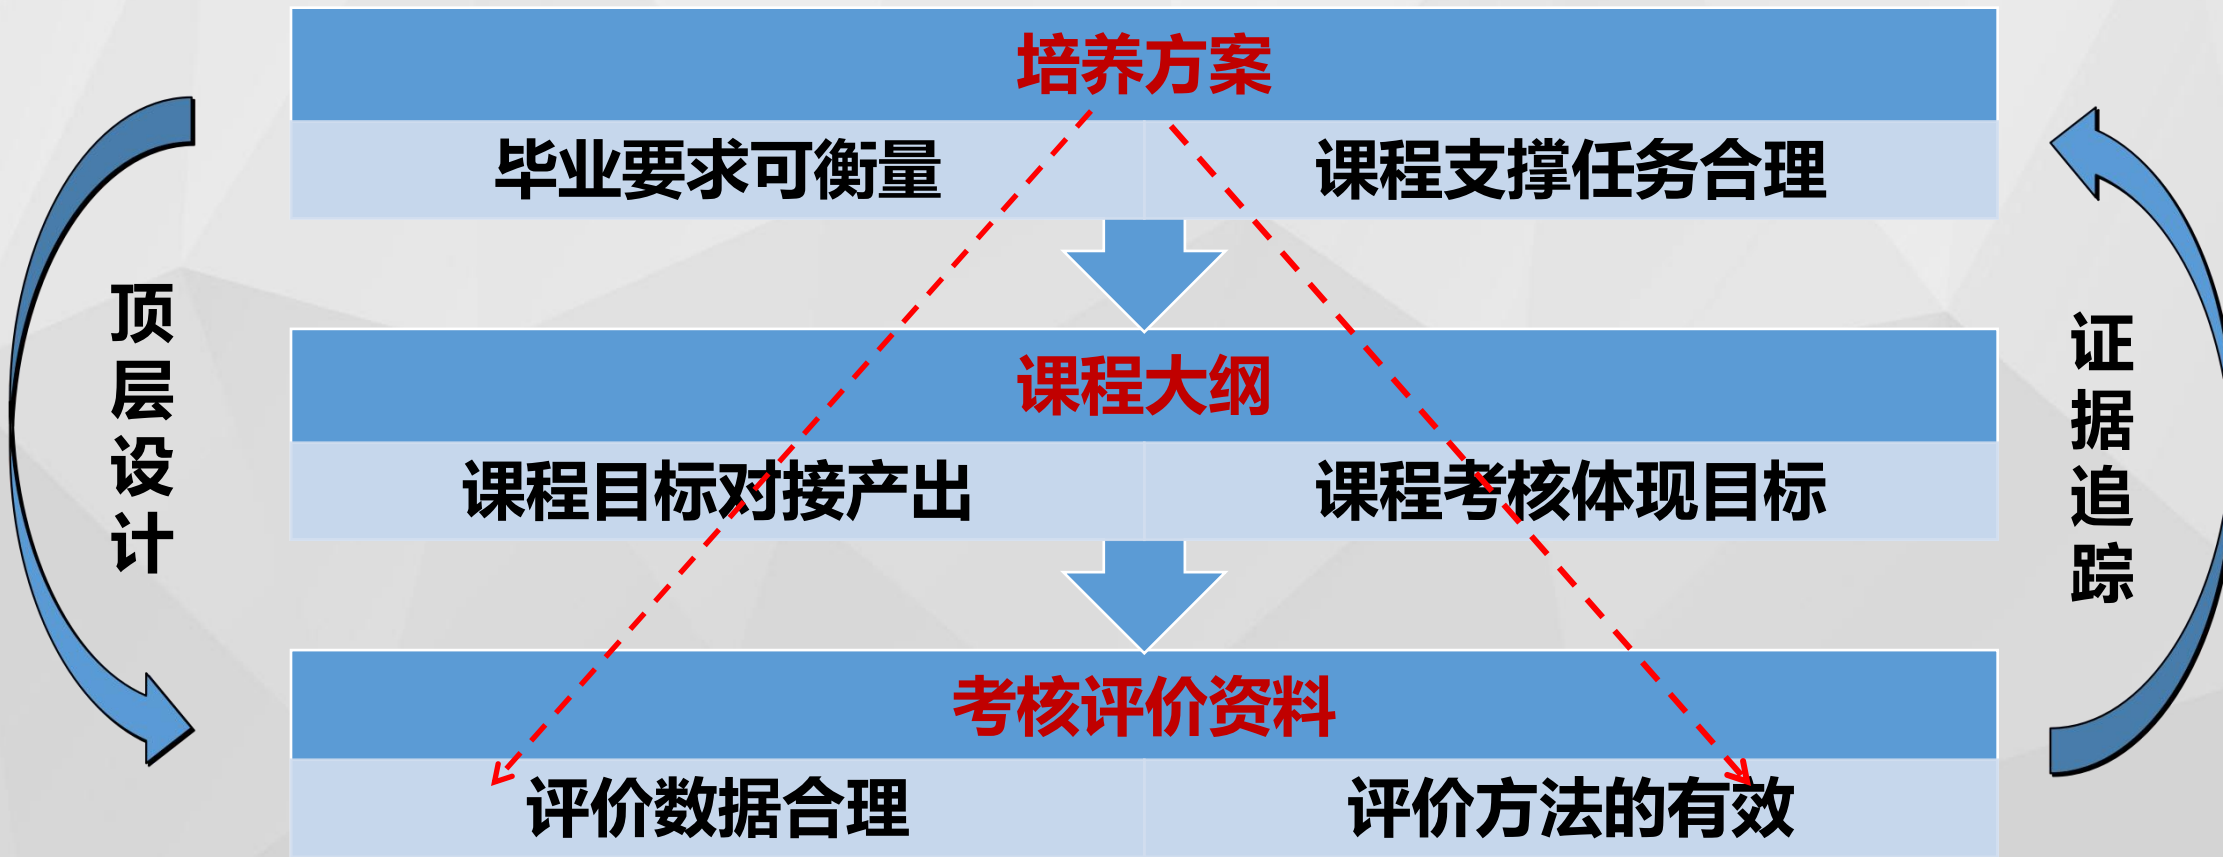 培养方案
毕业要求可衡量
课程支撑任务合理
顶层设计
课程大纲
课程目标对接产出
课程考核体现目标
证据追踪
考核评价资料
评价数据合理
评价方法的有效